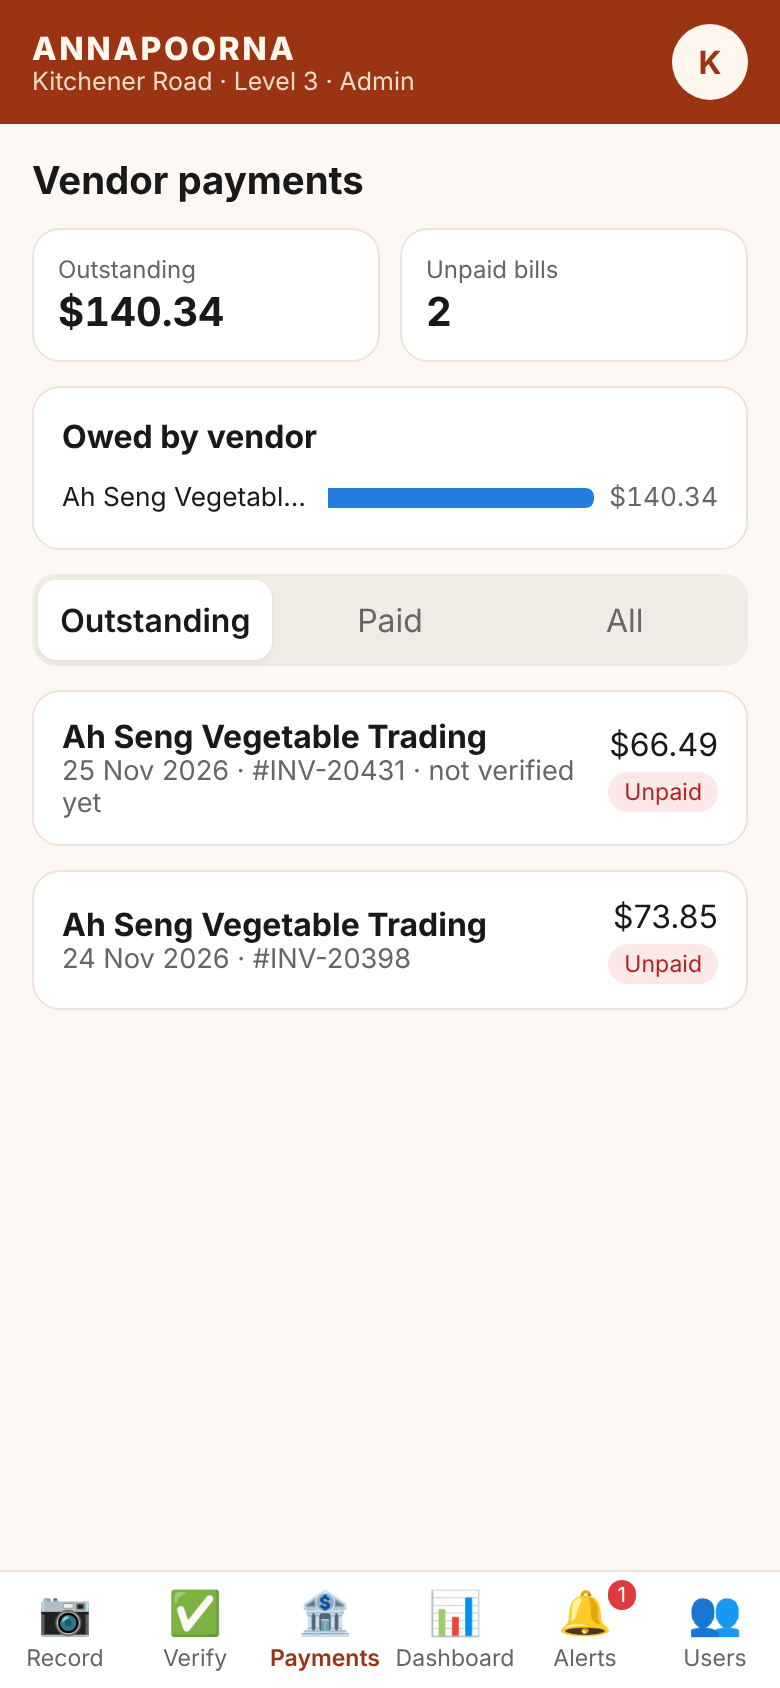 ANNAPOORNA
Kitchener Road · Level 3 · Admin
K
Vendor payments
Outstanding
$140.34
Unpaid bills
2
Owed by vendor
Ah Seng Vegetabl... $140.34
Outstanding Paid All
Ah Seng Vegetable Trading
25 Nov 2026 · #INV-20431 · not verified
yet
$66.49
Unpaid
Ah Seng Vegetable Trading
24 Nov 2026 · #INV-20398
$73.85
Unpaid
1
Record Verify Payments Dashboard Alerts Users